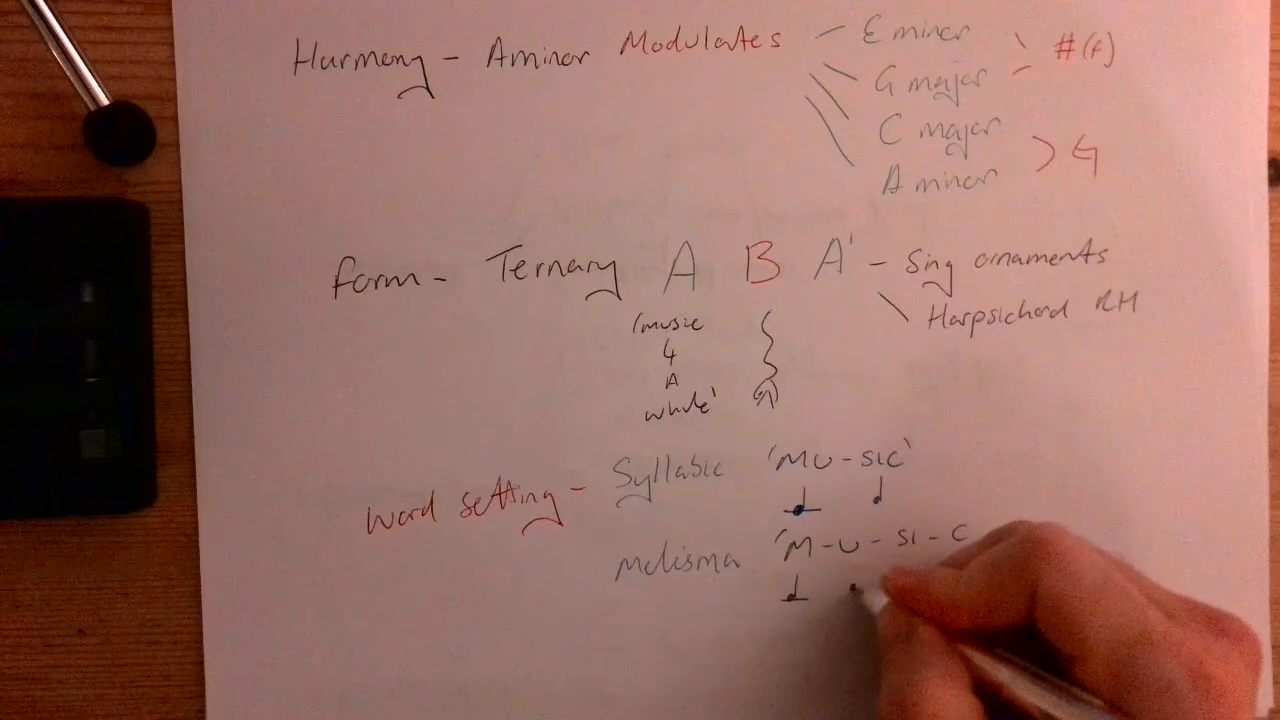 Harmony - A minor Modulates - E minor
G major #(f)
C major
A minor > G
Form - Ternary A B A' - Sing ornaments
Harpsichord RH
'music
4
A
while'
Word setting - Syllabic 'MU - SIC'
Melisma 'M - U - SI - C